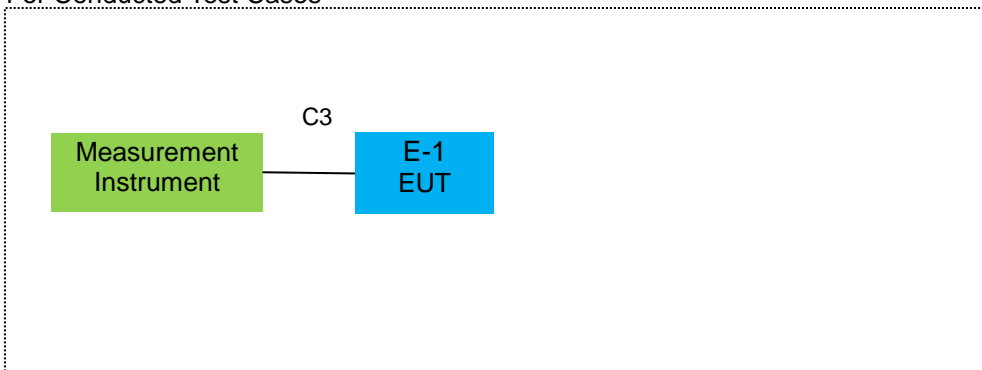 For Conducted Test Cases
C3
Measurement
Instrument
E-1
EUT